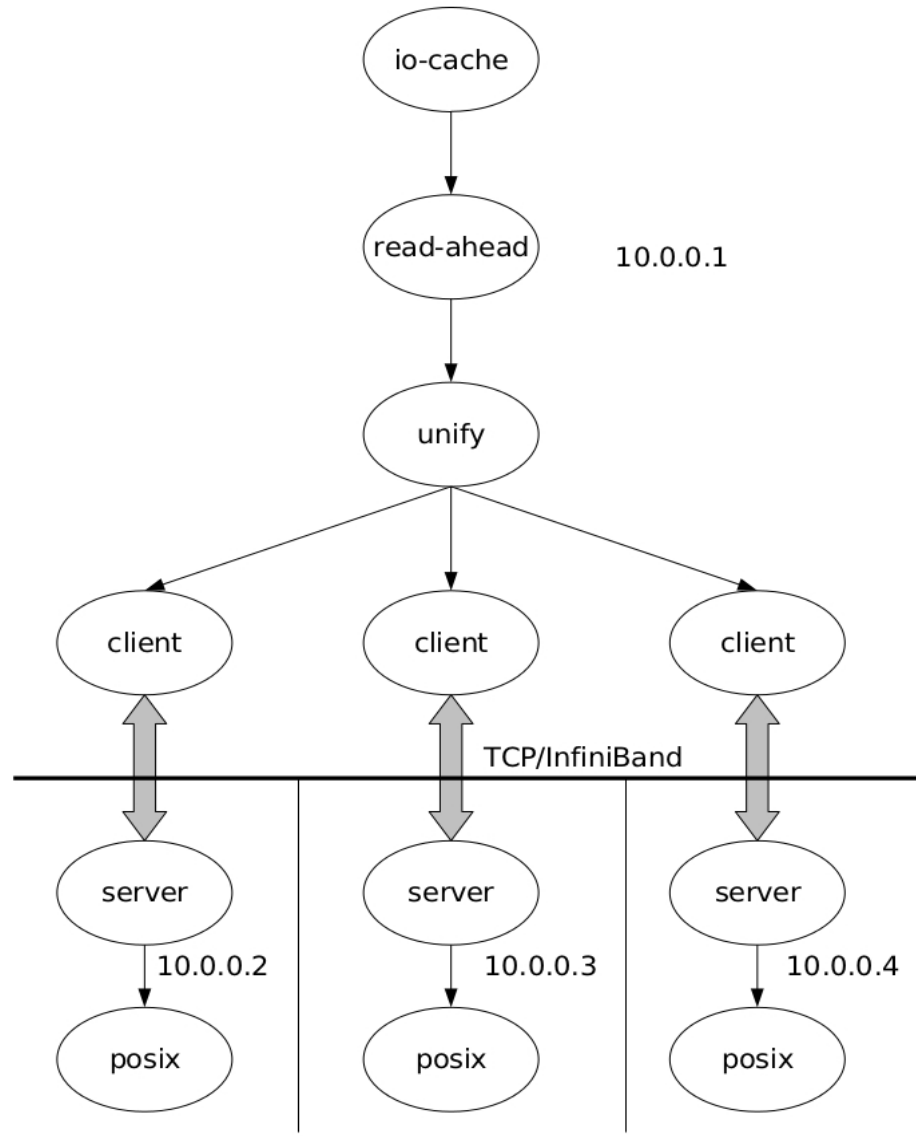 io-cache
read-ahead
10.0.0.1
unify
client
client
client
TCP/InfiniBand
server
server
server
10.0.0.2
10.0.0.3
10.0.0.4
posix
posix
posix